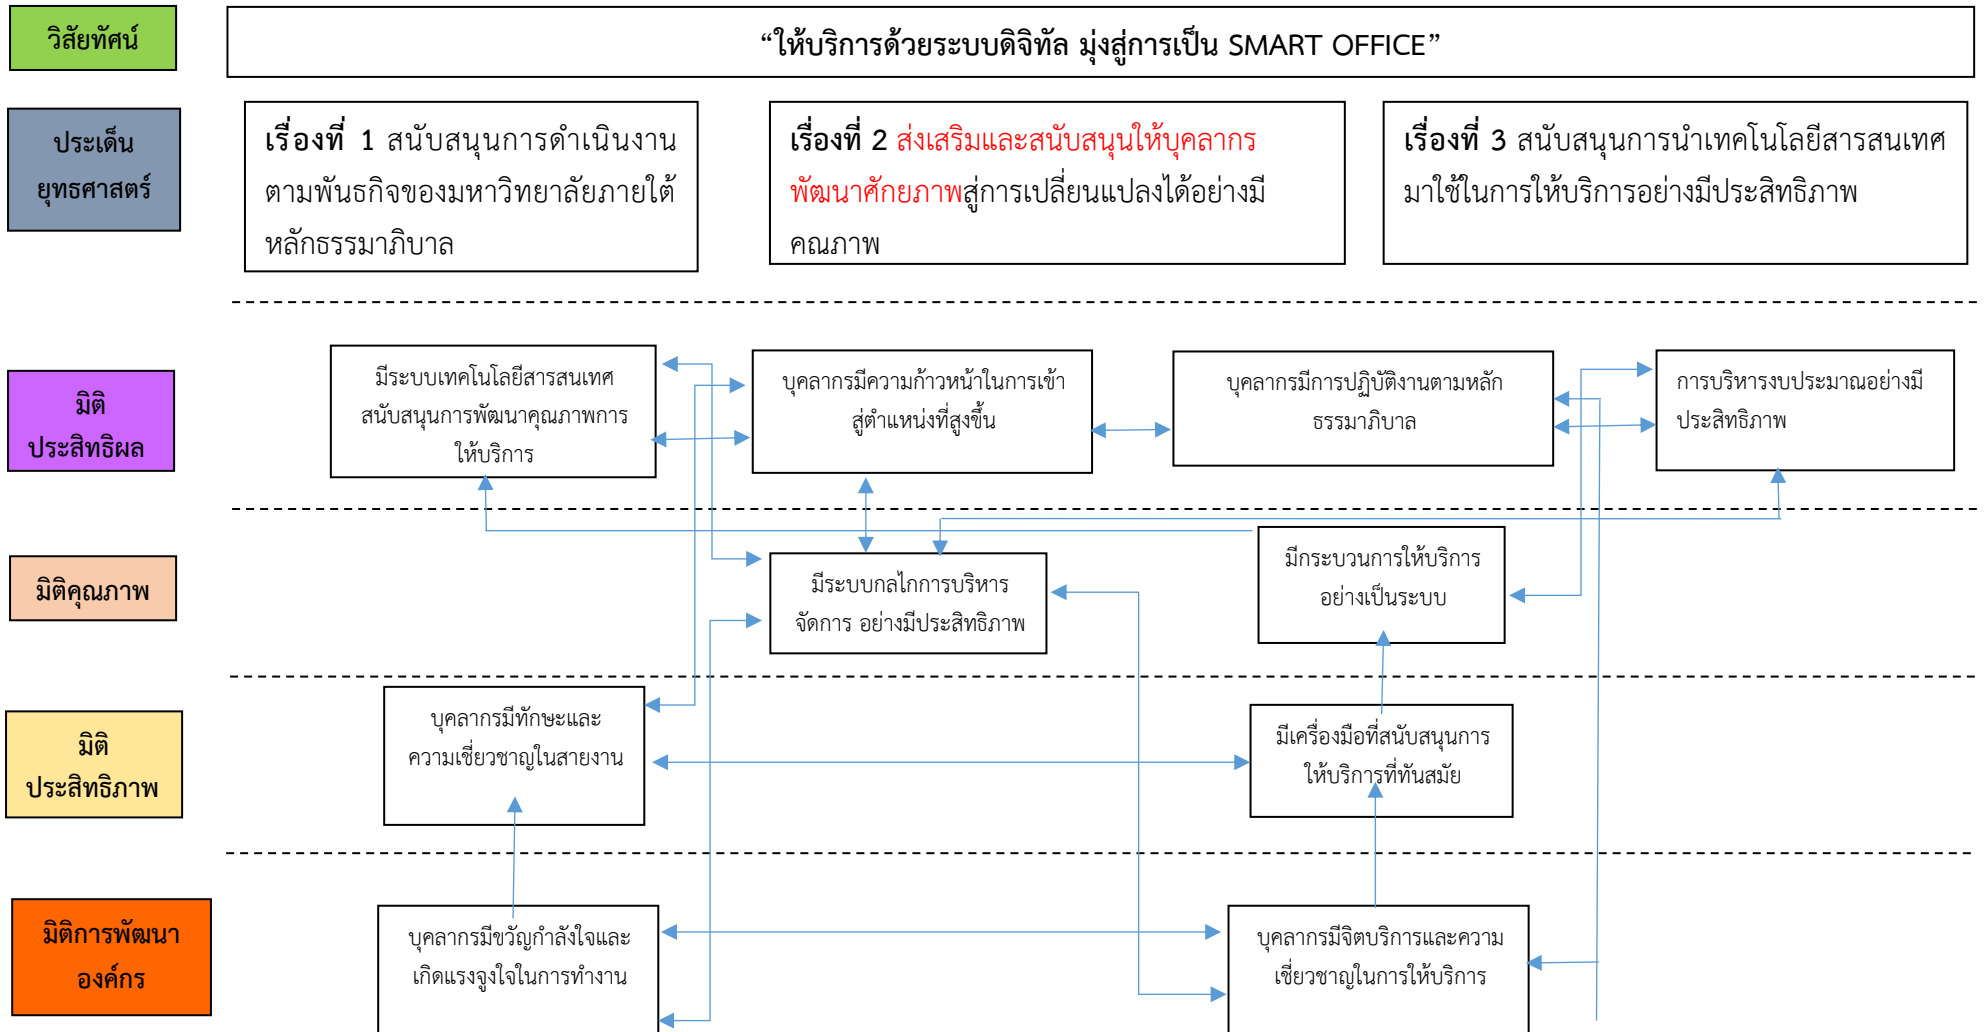 วิสัยทัศน์
“ให้บริการด้วยระบบดิจิทัล มุ่งสู่การเป็น SMART OFFICE”
ประเด็น
ยุทธศาสตร์
เรื่องที่ 1 สนับสนุนการดำเนินงาน
ตามพันธกิจของมหาวิทยาลัยภายใต้
หลักธรรมาภิบาล
เรื่องที่ 2 ส่งเสริมและสนับสนุนให้บุคลากร
พัฒนาศักยภาพสู่การเปลี่ยนแปลงได้อย่างมี
คุณภาพ
เรื่องที่ 3 สนับสนุนการนำเทคโนโลยีสารสนเทศ
มาใช้ในการให้บริการอย่างมีประสิทธิภาพ
มิติ
ประสิทธิผล
มีระบบเทคโนโลยีสารสนเทศ
สนับสนุนการพัฒนาคุณภาพการ
ให้บริการ
บุคลากรมีความก้าวหน้าในการเข้า
สู่ตำแหน่งที่สูงขึ้น
บุคลากรมีการปฏิบัติงานตามหลัก
ธรรมาภิบาล
การบริหารงบประมาณอย่างมี
ประสิทธิภาพ
มิติคุณภาพ
มีระบบกลไกการบริหาร
จัดการ อย่างมีประสิทธิภาพ
มีกระบวนการให้บริการ
อย่างเป็นระบบ
มิติ
ประสิทธิภาพ
บุคลากรมีทักษะและ
ความเชี่ยวชาญในสายงาน
มีเครื่องมือที่สนับสนุนการ
ให้บริการที่ทันสมัย
มิติการพัฒนา
องค์กร
บุคลากรมีขวัญกำลังใจและ
เกิดแรงจูงใจในการทำงาน
บุคลากรมีจิตบริการและความ
เชี่ยวชาญในการให้บริการ